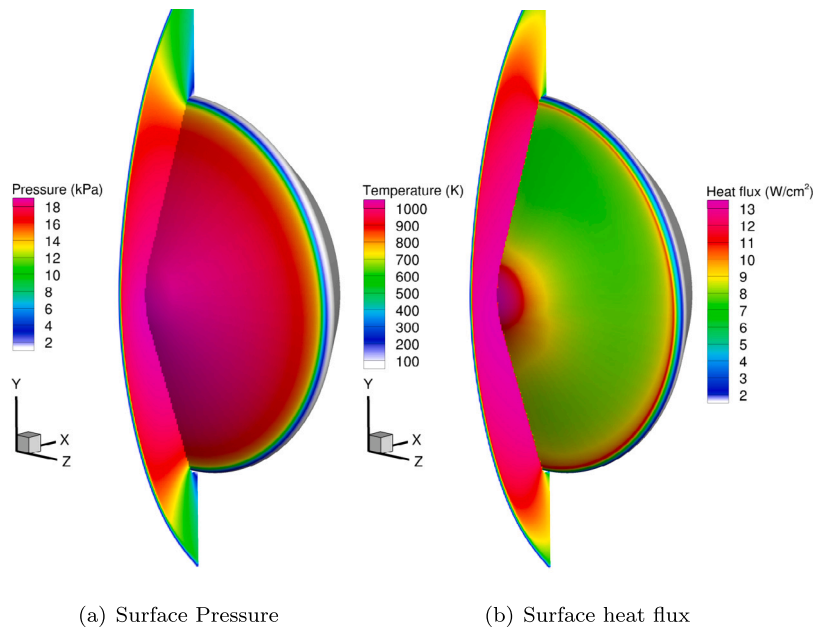 Pressure (kPa)
18
16
14
12
10
8
6
4
2
Y
X
Z
Temperature (K)
1000
900
800
700
600
500
400
300
200
100
Y
X
Z
Heat flux (W/cm²)
13
12
11
10
9
8
7
6
5
4
3
2
(a) Surface Pressure
(b) Surface heat flux